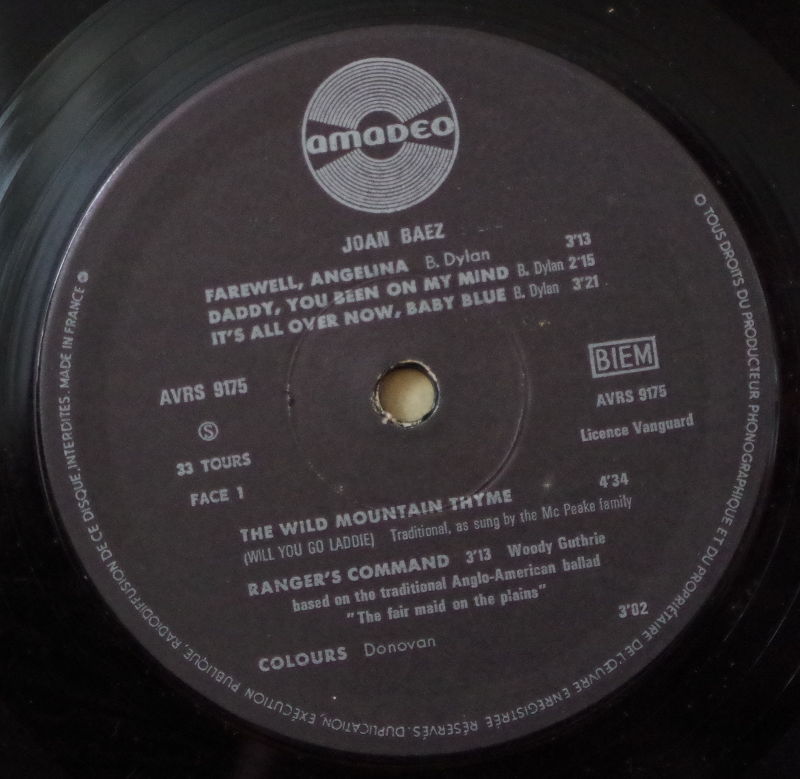 amadeo
JOAN BAEZ
FAREWELL, ANGELINA B. Dylan 3'13
DADDY, YOU BEEN ON MY MIND B. Dylan 2'15
IT'S ALL OVER NOW, BABY BLUE B. Dylan 3'21
AVRS 9175
S
33 TOURS
FACE 1
BIEM
AVRS 9175
Licence Vanguard
THE WILD MOUNTAIN THYME 4'34
(WILL YOU GO LADDIE) Traditional, as sung by the Mc Peake family
RANGER'S COMMAND 3'13 Woody Guthrie
based on the traditional Anglo-American ballad
"The fair maid on the plains"
COLOURS Donovan 3'02
TOUS DROITS DU PRODUCTEUR PHONOGRAPHIQUE ET DU PROPRIÉTAIRE DE L'ŒUVRE ENREGISTRÉE RÉSERVÉS. DUPLICATION, EXÉCUTION PUBLIQUE, RADIODIFFUSION DE CE DISQUE INTERDITES. MADE IN FRANCE